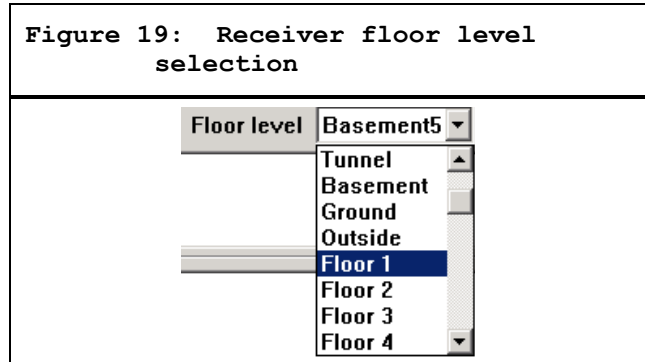 Figure 19: Receiver floor level
selection
Floor level Basement5
Tunnel
Basement
Ground
Outside
Floor 1
Floor 2
Floor 3
Floor 4